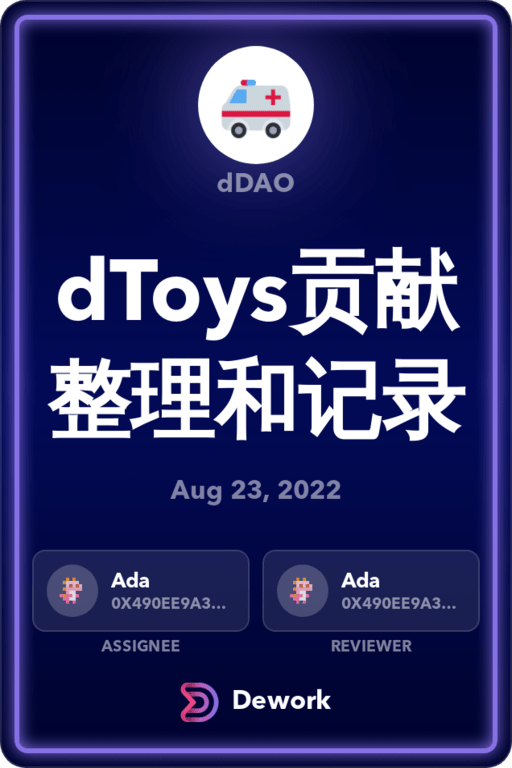 dDAO
dToys贡献
整理和记录
Aug 23, 2022
Ada
0X490EE9A3...
ASSIGNEE
Ada
0X490EE9A3...
REVIEWER
Dework